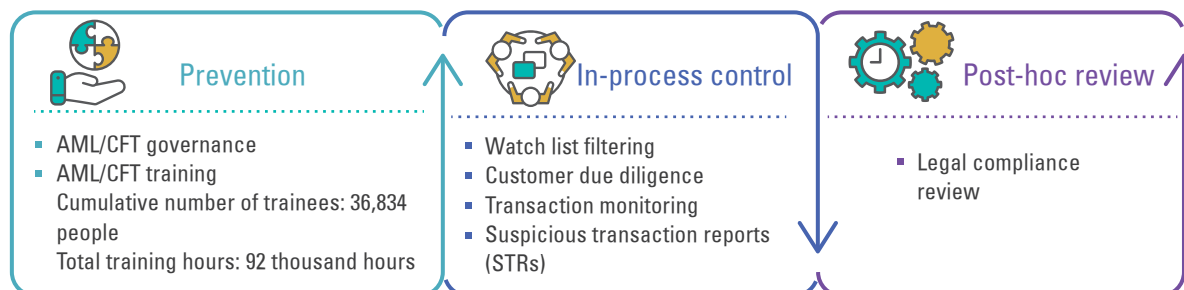 Prevention
AML/CFT governance
AML/CFT training
Cumulative number of trainees: 36,834
people
Total training hours: 92 thousand hours
In-process control
Watch list filtering
Customer due diligence
Transaction monitoring
Suspicious transaction reports
(STRs)
Post-hoc review
Legal compliance
review